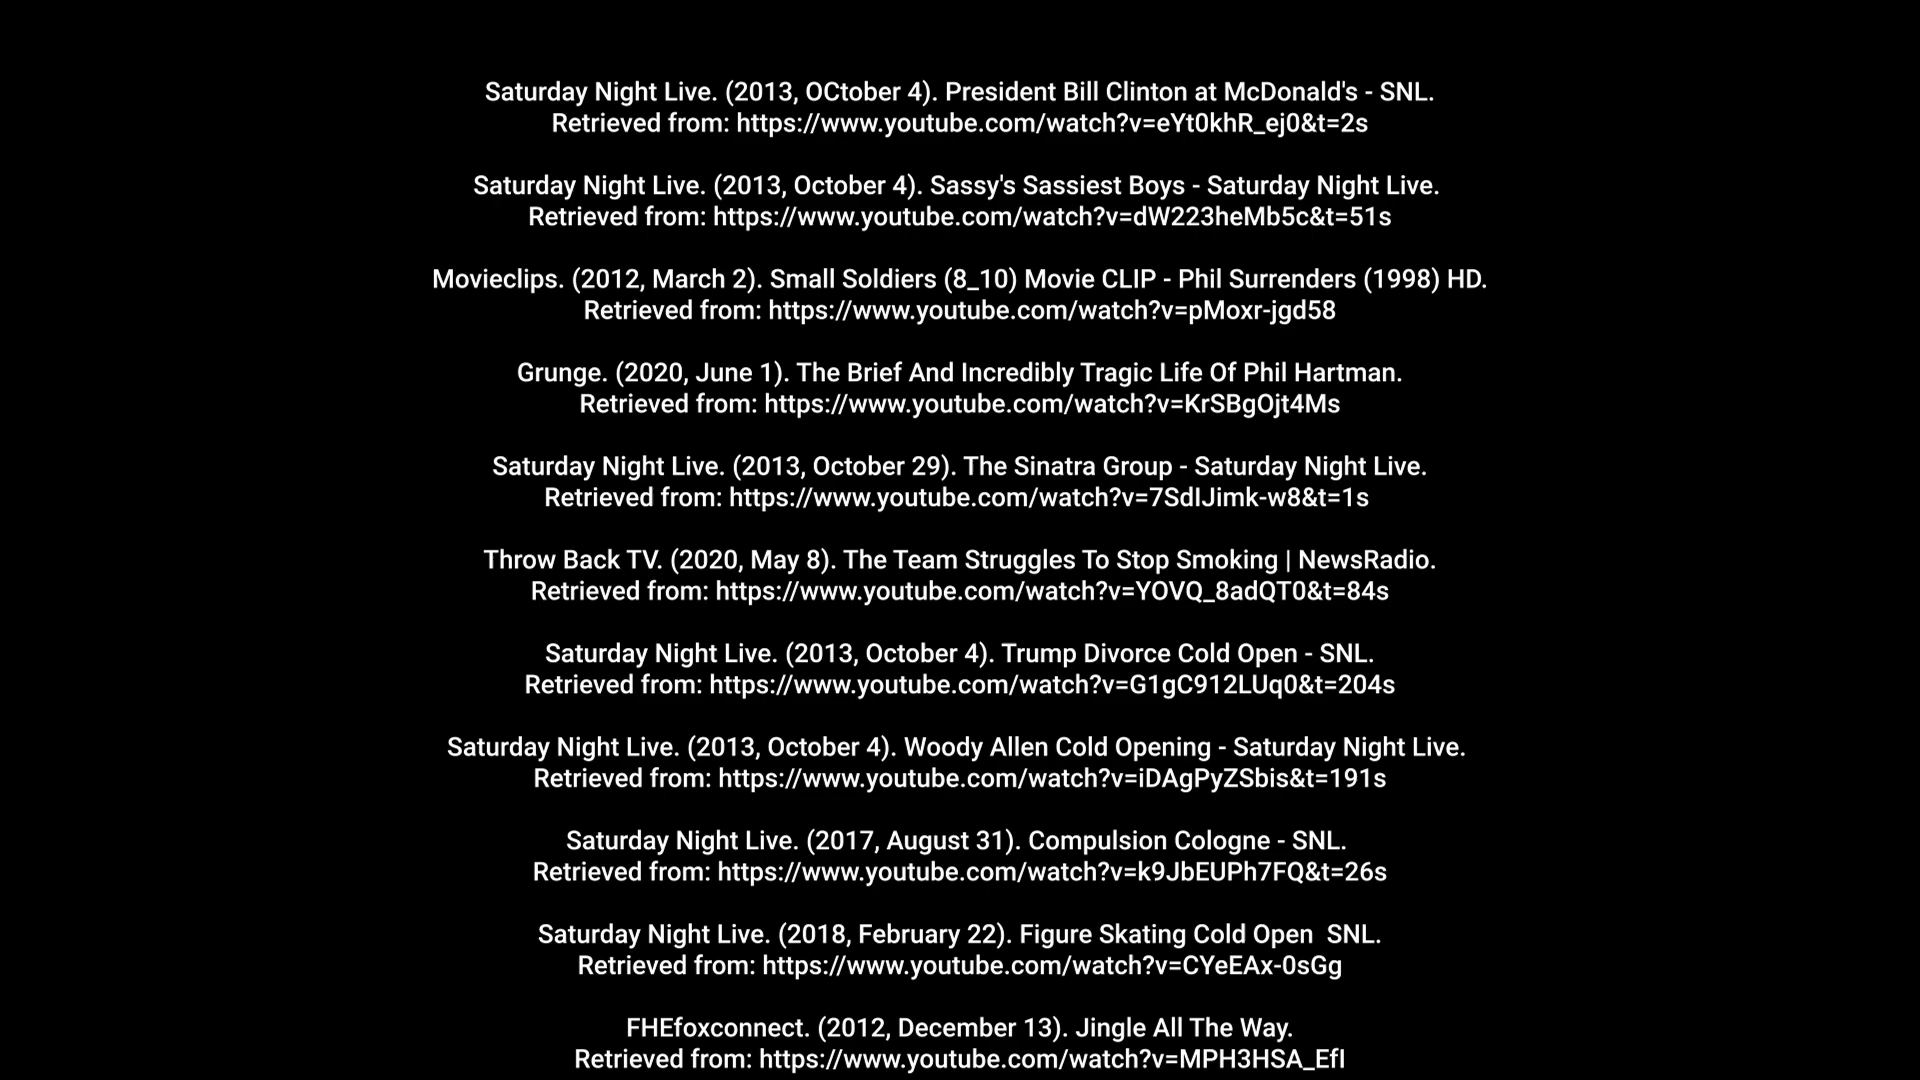 Saturday Night Live. (2013, OCtober 4). President Bill Clinton at McDonald's - SNL.
Retrieved from: https://www.youtube.com/watch?v=eYt0khR_ej0&t=2s
Saturday Night Live. (2013, October 4). Sassy's Sassiest Boys - Saturday Night Live.
Retrieved from: https://www.youtube.com/watch?v=dW223heMb5c&t=51s
Movieclips. (2012, March 2). Small Soldiers (8_10) Movie CLIP - Phil Surrenders (1998) HD.
Retrieved from: https://www.youtube.com/watch?v=pMoxr-jgd58
Grunge. (2020, June 1). The Brief And Incredibly Tragic Life Of Phil Hartman.
Retrieved from: https://www.youtube.com/watch?v=KrSBgOjt4Ms
Saturday Night Live. (2013, October 29). The Sinatra Group - Saturday Night Live.
Retrieved from: https://www.youtube.com/watch?v=7SdIJimk-w8&t=1s
Throw Back TV. (2020, May 8). The Team Struggles To Stop Smoking | NewsRadio.
Retrieved from: https://www.youtube.com/watch?v=YOVQ_8adQT0&t=84s
Saturday Night Live. (2013, October 4). Trump Divorce Cold Open - SNL.
Retrieved from: https://www.youtube.com/watch?v=G1gC912LUq0&t=204s
Saturday Night Live. (2013, October 4). Woody Allen Cold Opening - Saturday Night Live.
Retrieved from: https://www.youtube.com/watch?v=iDAgPyZSbis&t=191s
Saturday Night Live. (2017, August 31). Compulsion Cologne - SNL.
Retrieved from: https://www.youtube.com/watch?v=k9JbEUPh7FQ&t=26s
Saturday Night Live. (2018, February 22). Figure Skating Cold Open  SNL.
Retrieved from: https://www.youtube.com/watch?v=CYeEAx-0sGg
FHEfoxconnect. (2012, December 13). Jingle All The Way.
Retrieved from: https://www.youtube.com/watch?v=MPH3HSA_EfI